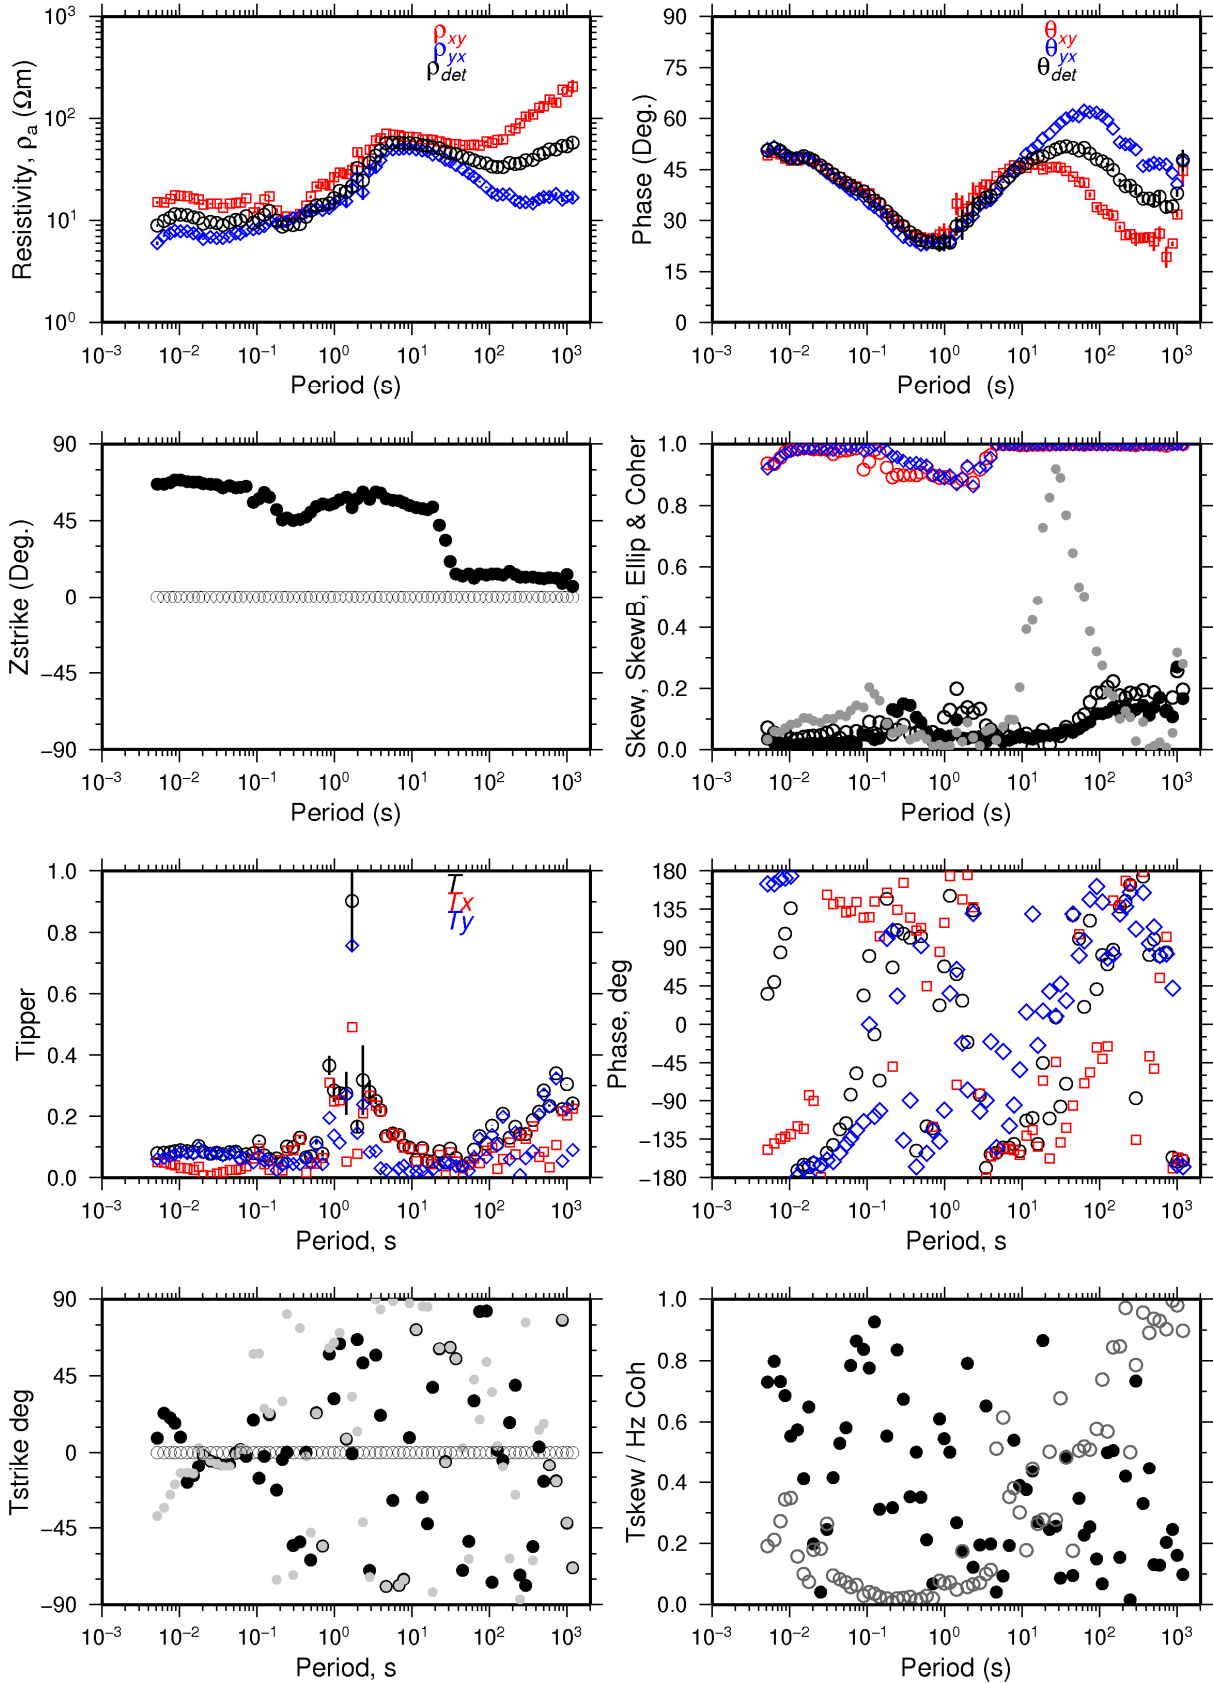 10³
10²
10¹
10⁰
Resistivity, ρa (Ωm)
ρxy
ρyx
ρdet
10⁻³ 10⁻² 10⁻¹ 10⁰ 10¹ 10² 10³
Period (s)
90
75
60
45
30
15
0
Phase (Deg.)
θxy
θyx
θdet
10⁻³ 10⁻² 10⁻¹ 10⁰ 10¹ 10² 10³
Period (s)
90
45
0
−45
−90
Zstrike (Deg.)
10⁻³ 10⁻² 10⁻¹ 10⁰ 10¹ 10² 10³
Period (s)
1.0
0.8
0.6
0.4
0.2
0.0
Skew, SkewB, Ellip & Coher
10⁻³ 10⁻² 10⁻¹ 10⁰ 10¹ 10² 10³
Period (s)
1.0
0.8
0.6
0.4
0.2
0.0
Tipper
T
Tx
Ty
10⁻³ 10⁻² 10⁻¹ 10⁰ 10¹ 10² 10³
Period, s
180
135
90
45
0
−45
−90
−135
−180
Phase, deg
10⁻³ 10⁻² 10⁻¹ 10⁰ 10¹ 10² 10³
Period, s
90
45
0
−45
−90
Tstrike deg
10⁻³ 10⁻² 10⁻¹ 10⁰ 10¹ 10² 10³
Period, s
1.0
0.8
0.6
0.4
0.2
0.0
Tskew / Hz Coh
10⁻³ 10⁻² 10⁻¹ 10⁰ 10¹ 10² 10³
Period (s)